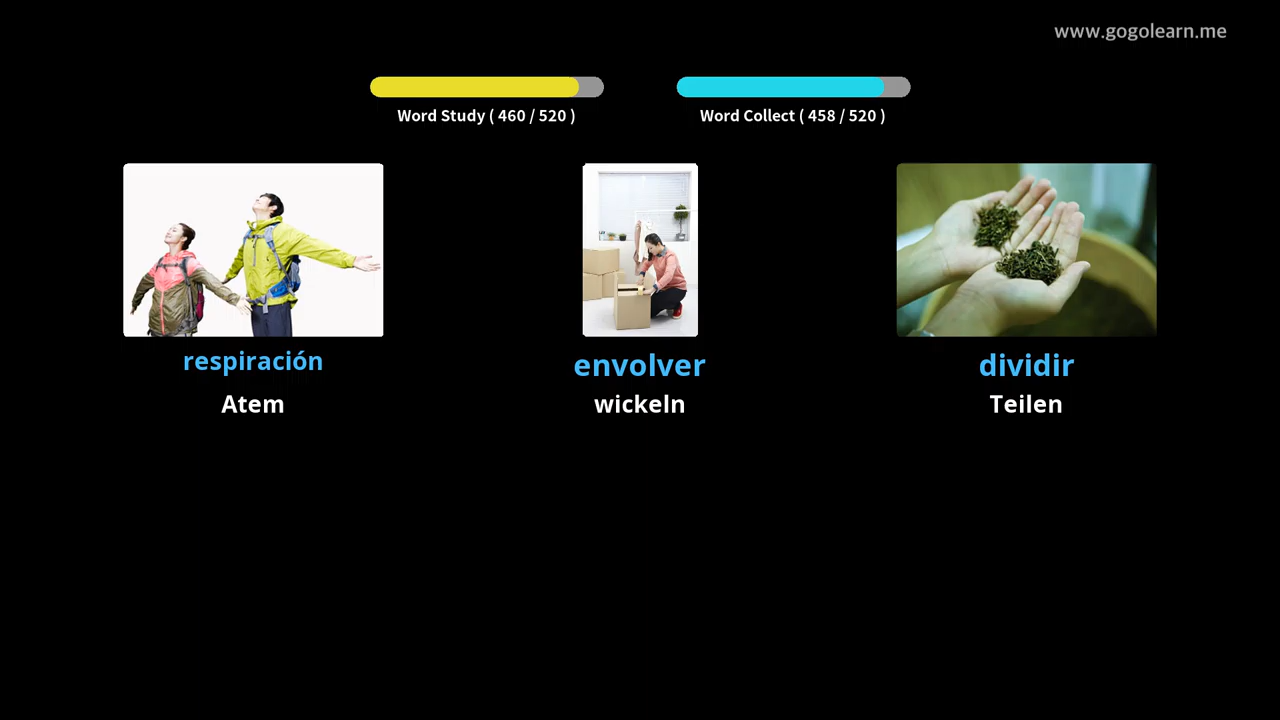 www.gogolearn.me
Word Study ( 460 / 520 )
Word Collect ( 458 / 520 )
respiración
Atem
envolver
wickeln
dividir
Teilen